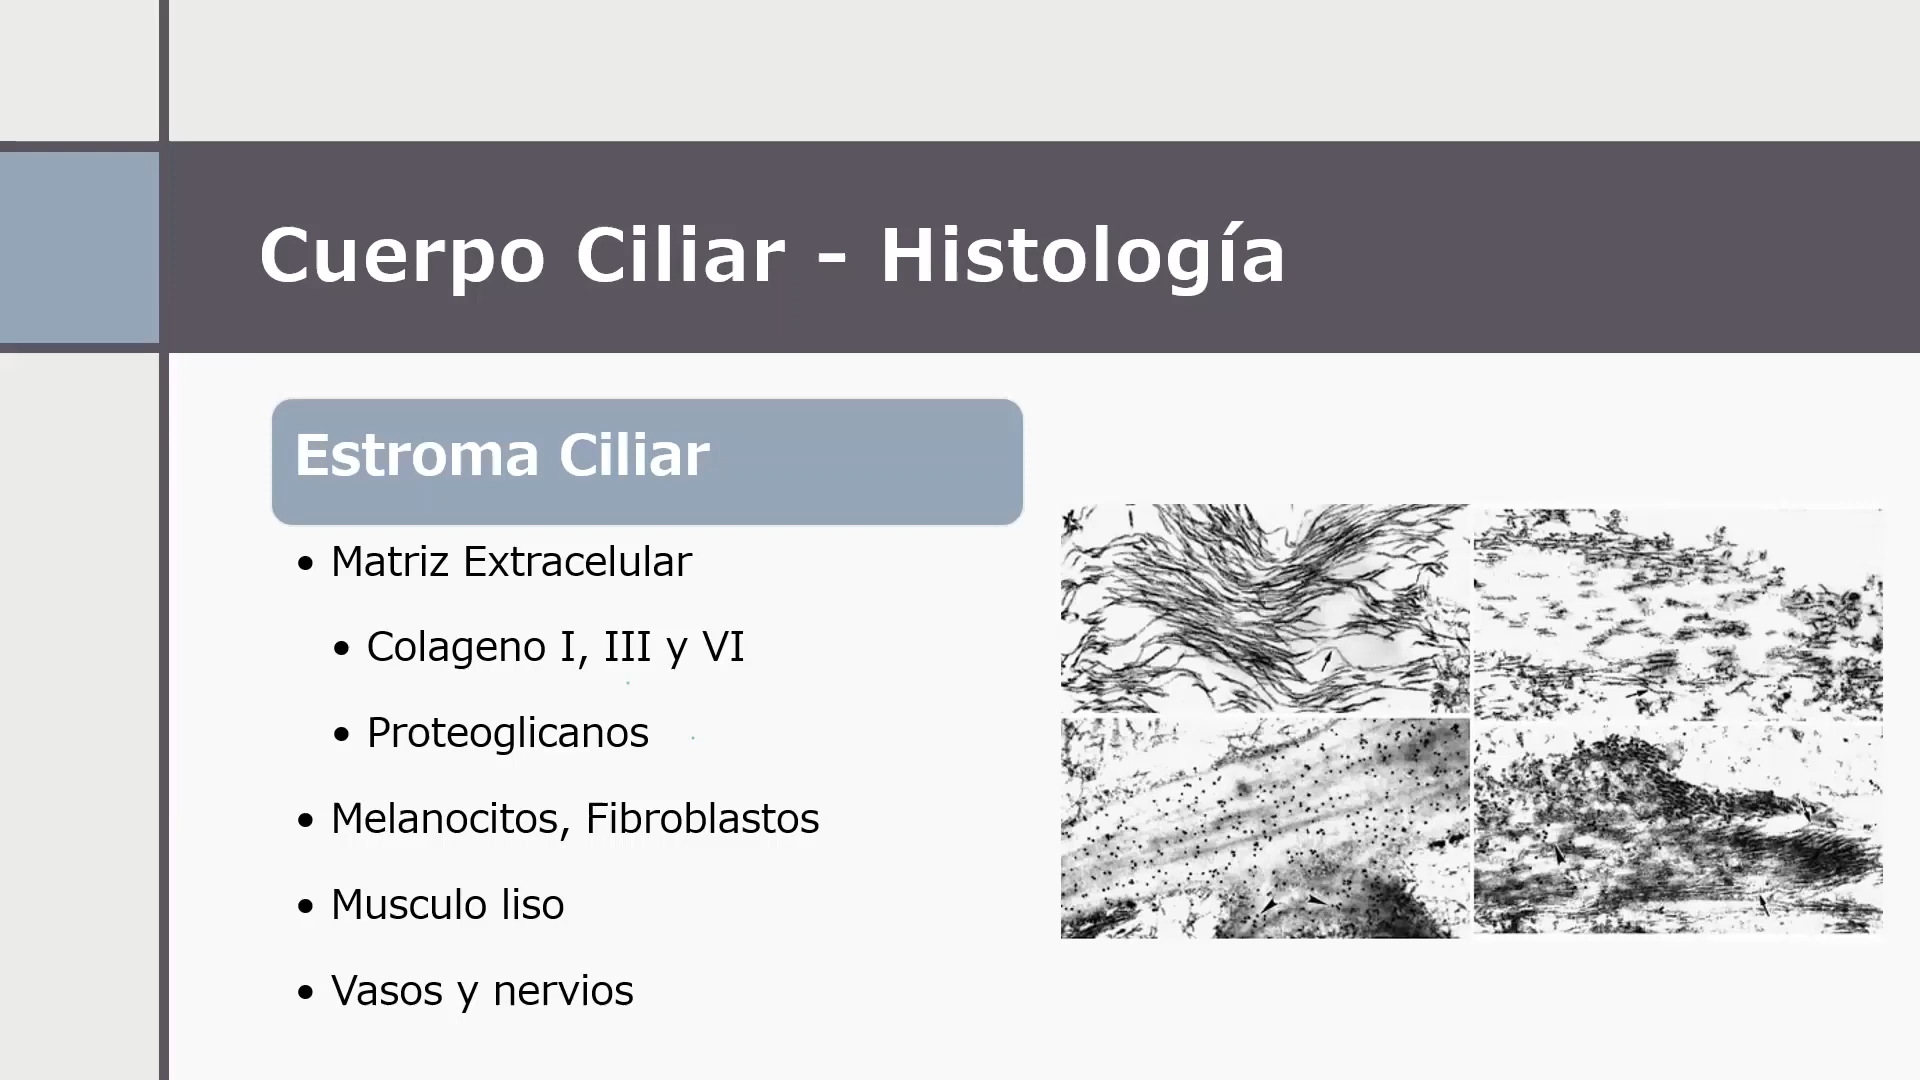 Cuerpo Ciliar - Histología
Estroma Ciliar
• Matriz Extracelular
• Colageno I, III y VI
• Proteoglicanos
• Melanocitos, Fibroblastos
• Musculo liso
• Vasos y nervios